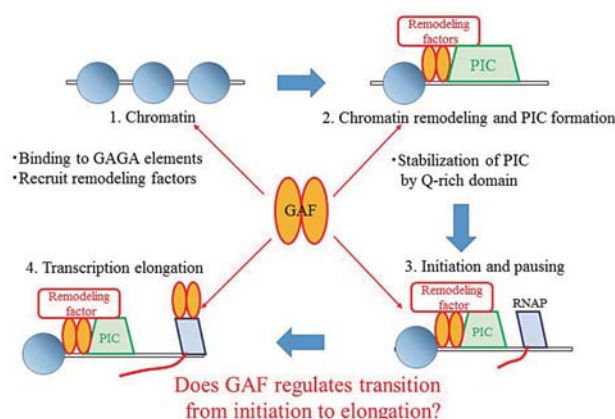 Remodeling
factors
PIC
1. Chromatin
2. Chromatin remodeling and PIC formation
・Binding to GAGA elements
・Recruit remodeling factors
・Stabilization of PIC
by Q-rich domain
GAF
4. Transcription elongation
3. Initiation and pausing
Remodeling
factor
PIC
Remodeling
factor
PIC
RNAP
Does GAF regulates transition
from initiation to elongation?